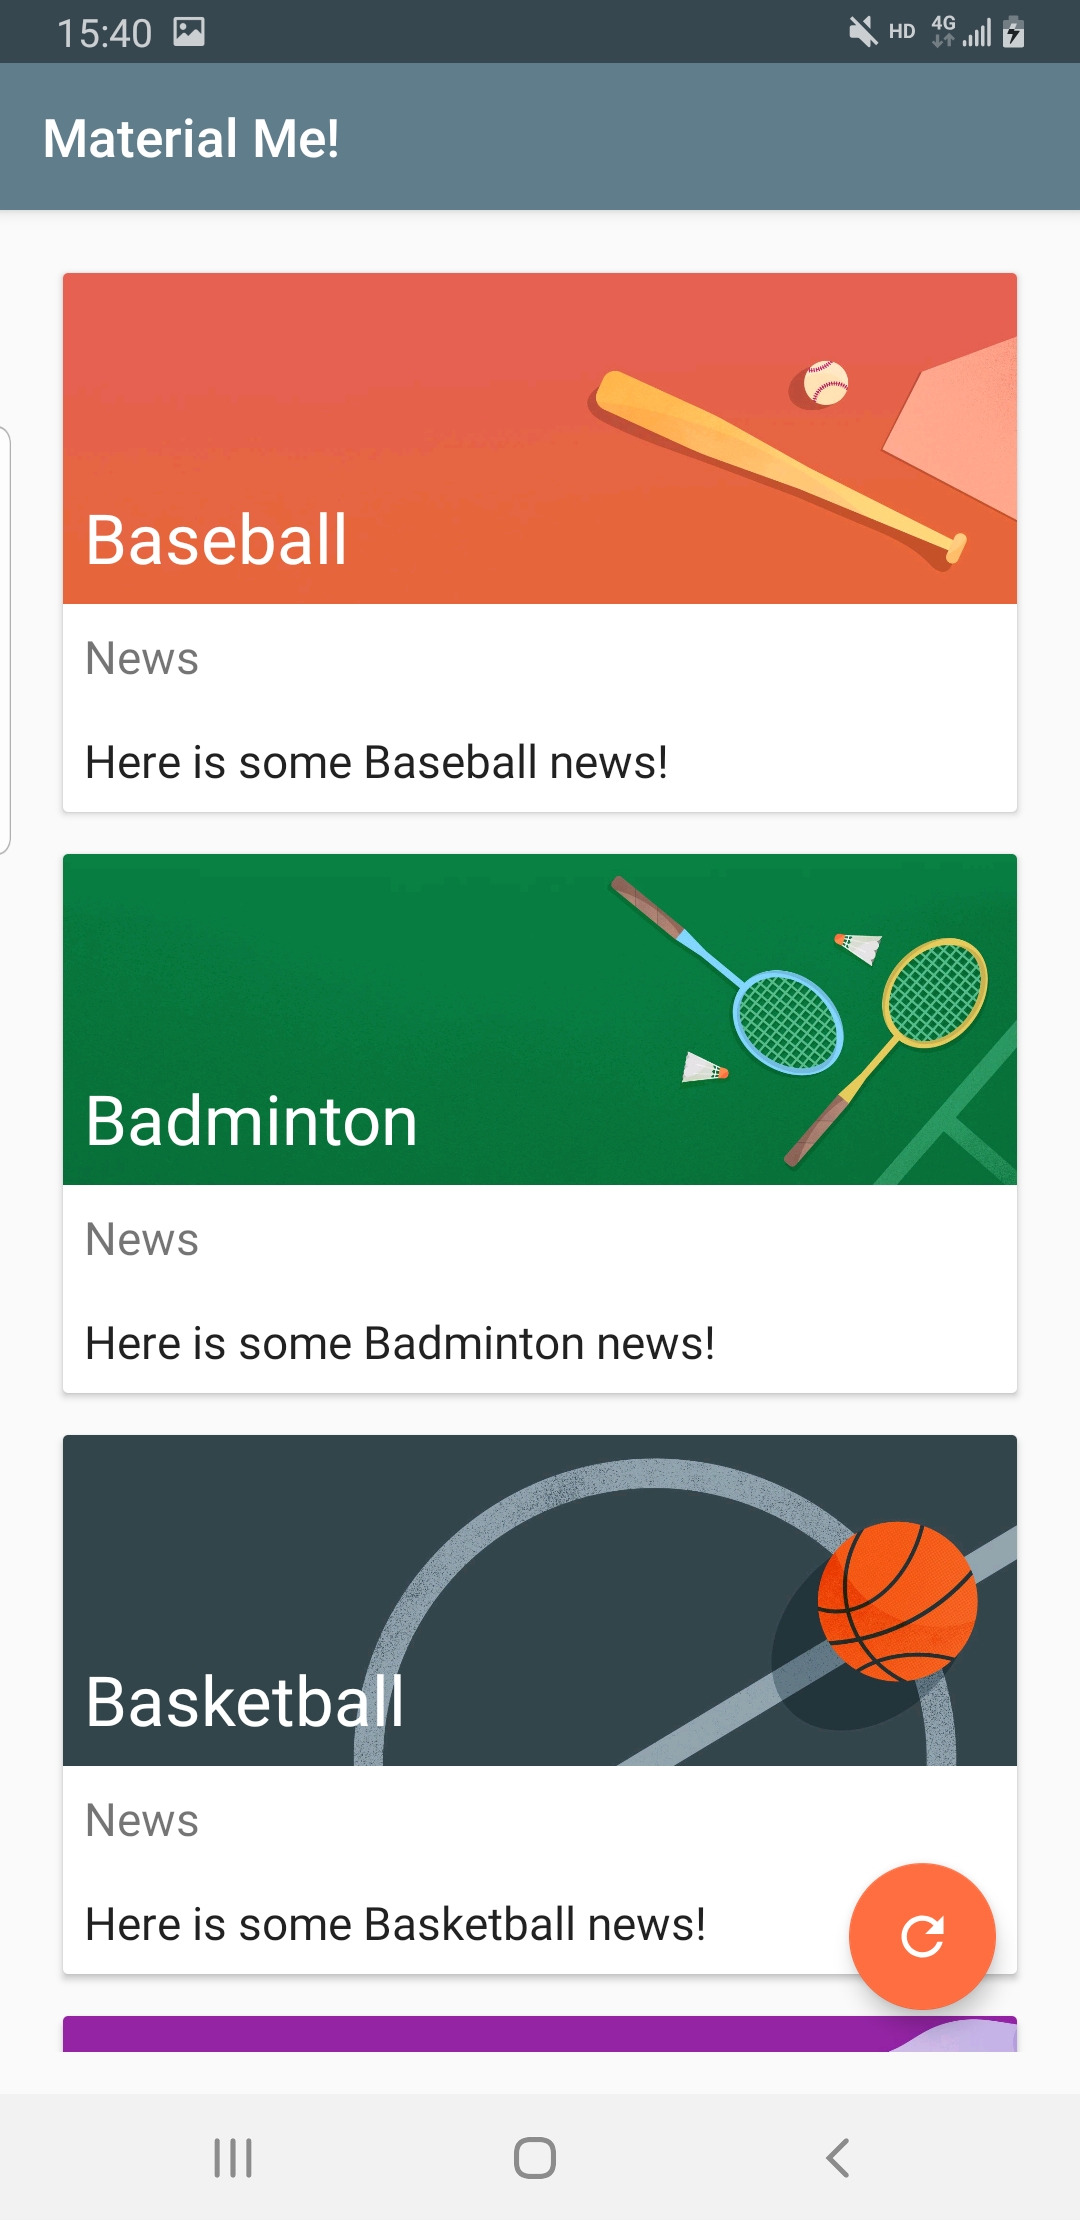 15:40 HD 4G
Material Me!
Baseball
News
Here is some Baseball news!
Badminton
News
Here is some Badminton news!
Basketball
News
Here is some Basketball news!